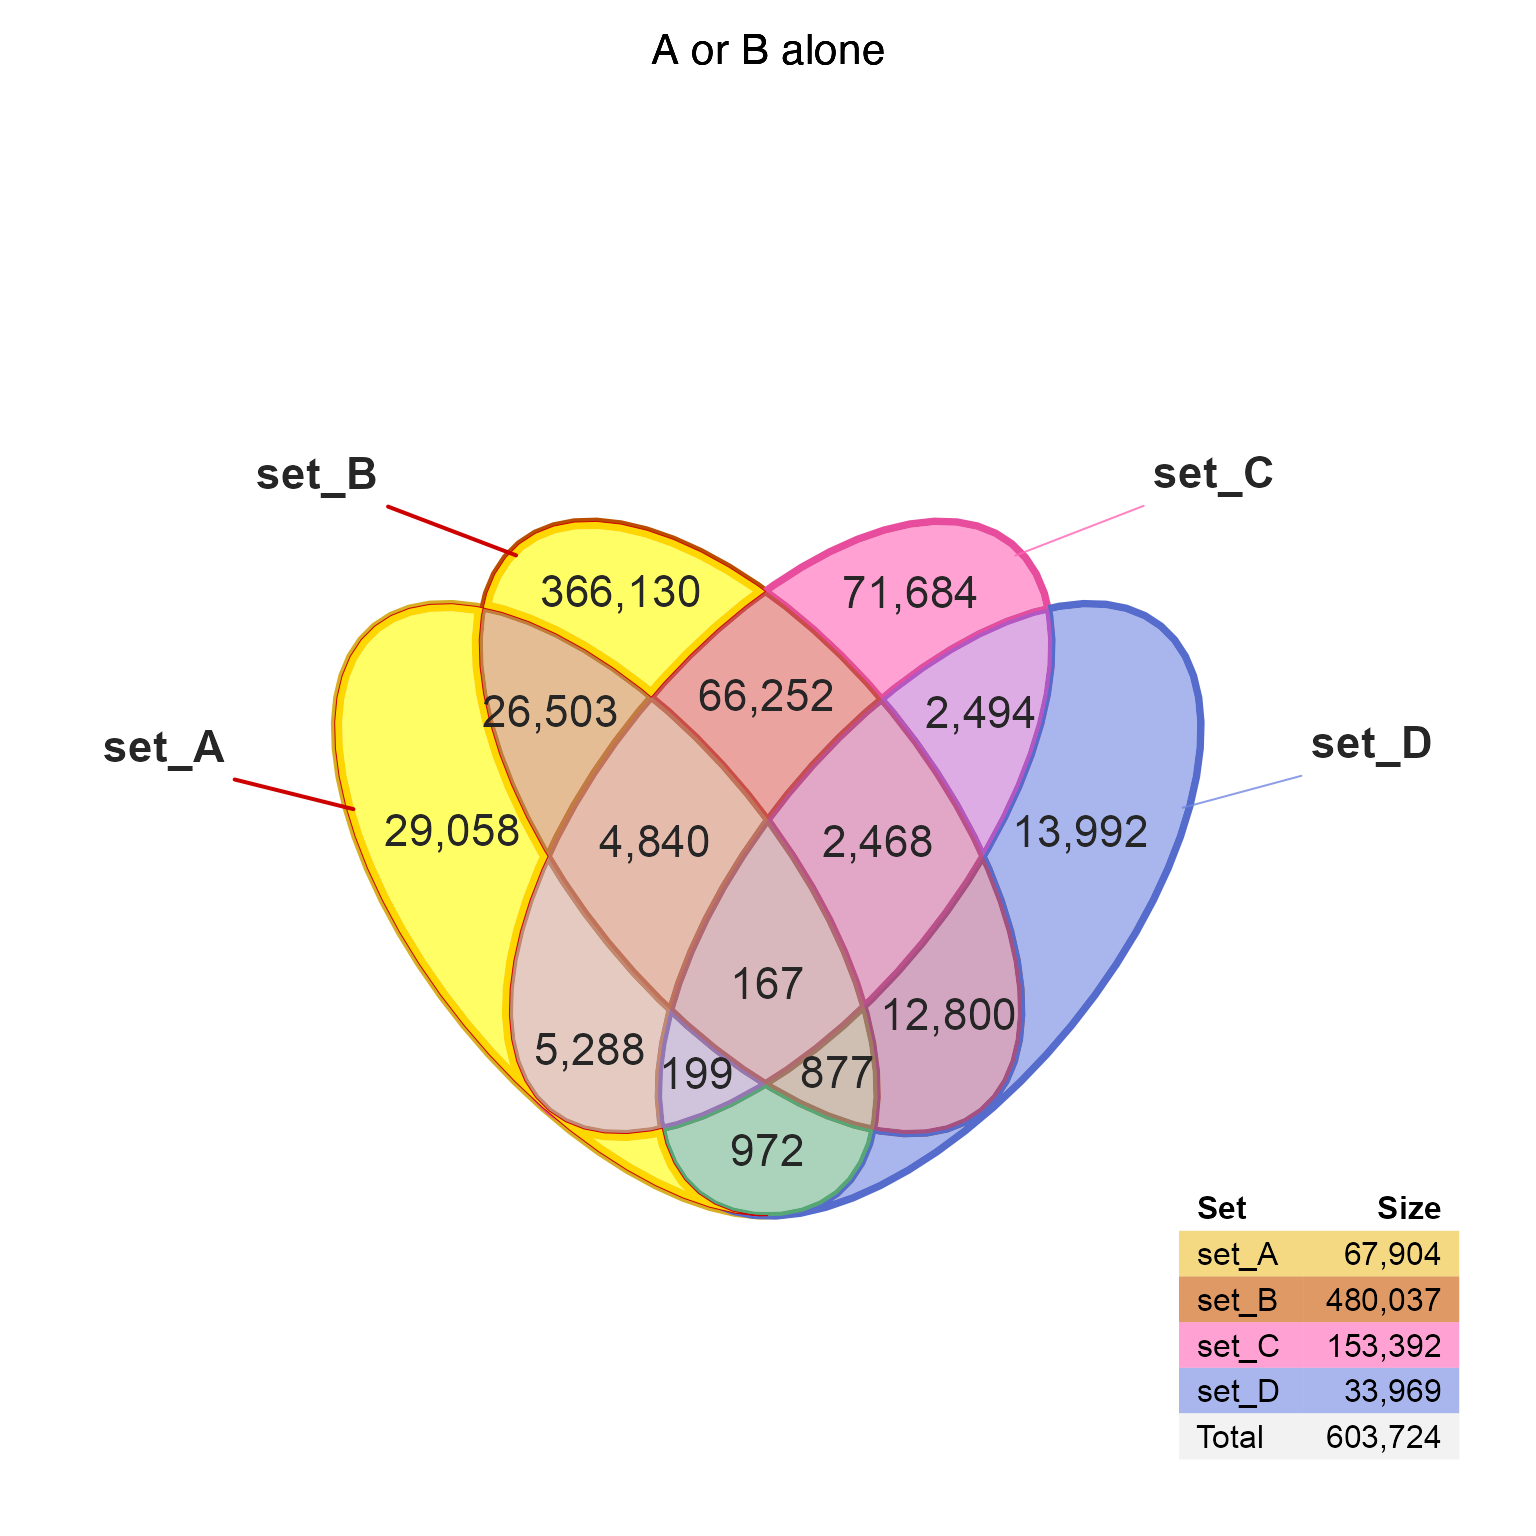 A or B alone
set_B
set_C
366,130
71,684
26,503
66,252
2,494
set_A
set_D
29,058
4,840
2,468
13,992
167
12,800
5,288
199
877
972
Set Size
set_A 67,904
set_B 480,037
set_C 153,392
set_D 33,969
Total 603,724